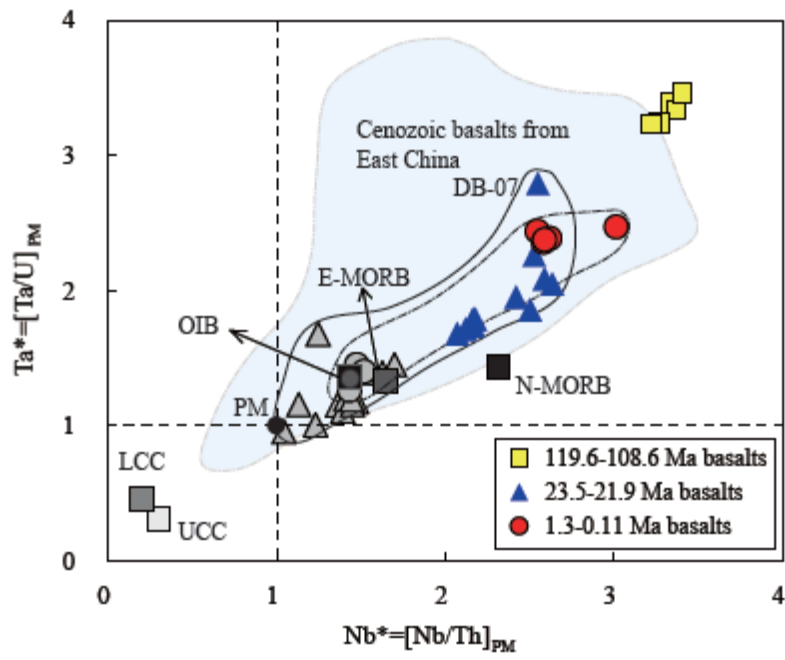 4
Cenozoic basalts from
East China
3
DB-07
E-MORB
2
OIB
N-MORB
PM
1
119.6-108.6 Ma basalts
LCC
23.5-21.9 Ma basalts
UCC
1.3-0.11 Ma basalts
0
0 1 2 3 4
Nb*=[Nb/Th]PM
Ta*=[Ta/U]PM